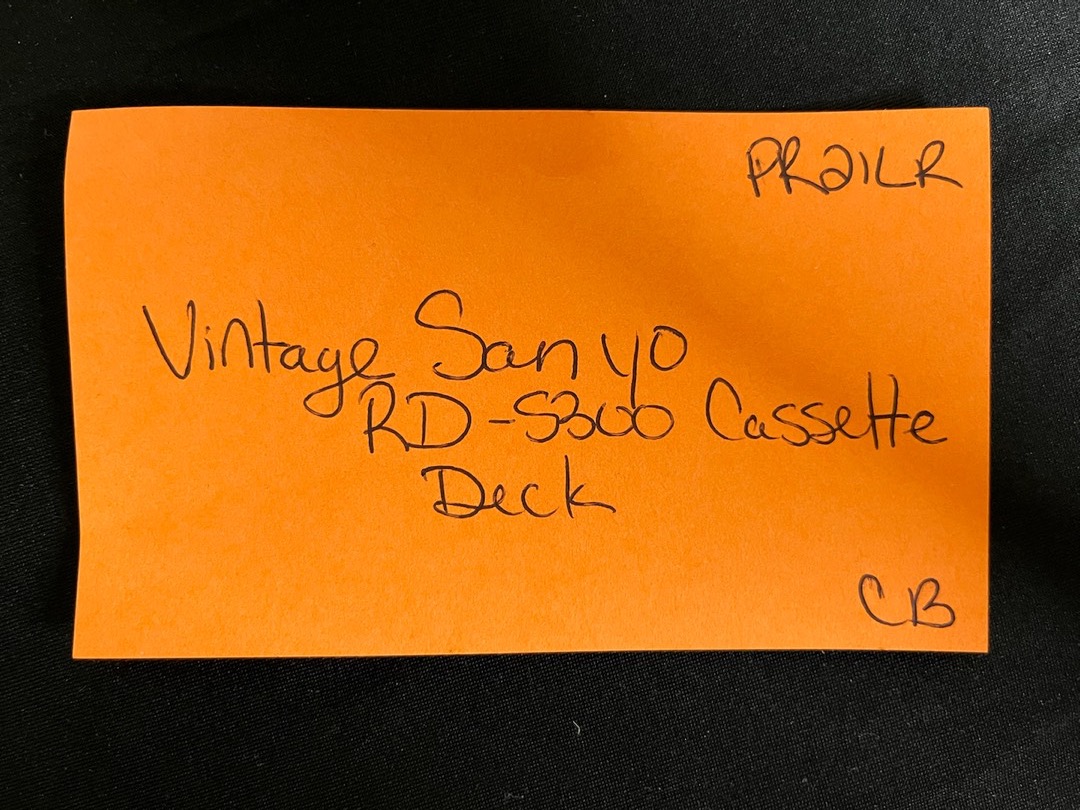 PR21LR
Vintage Sanyo
RD-S300 Cassette
Deck
CB